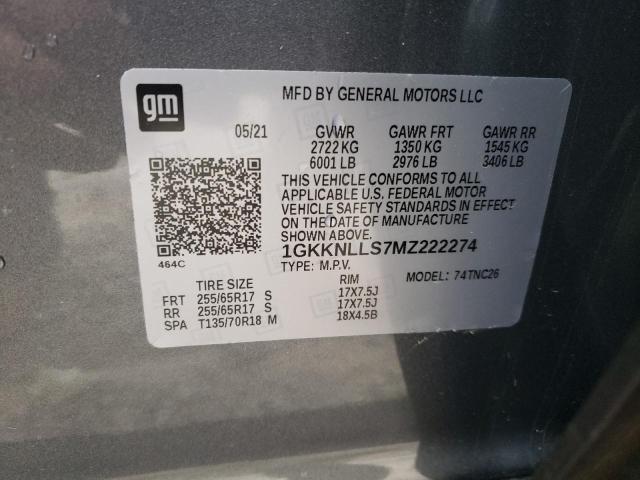 gm
MFD BY GENERAL MOTORS LLC
05/21 GVWR GAWR FRT GAWR RR
2722 KG 1350 KG 1545 KG
6001 LB 2976 LB 3406 LB
THIS VEHICLE CONFORMS TO ALL
APPLICABLE U.S. FEDERAL MOTOR
VEHICLE SAFETY STANDARDS IN EFFECT
ON THE DATE OF MANUFACTURE
SHOWN ABOVE.
1GKKNLLS7MZ222274
464C
TYPE: M.P.V. MODEL: 74TNC26
TIRE SIZE RIM
FRT 255/65R17 S 17X7.5J
RR 255/65R17 S 17X7.5J
SPA T135/70R18 M 18X4.5B